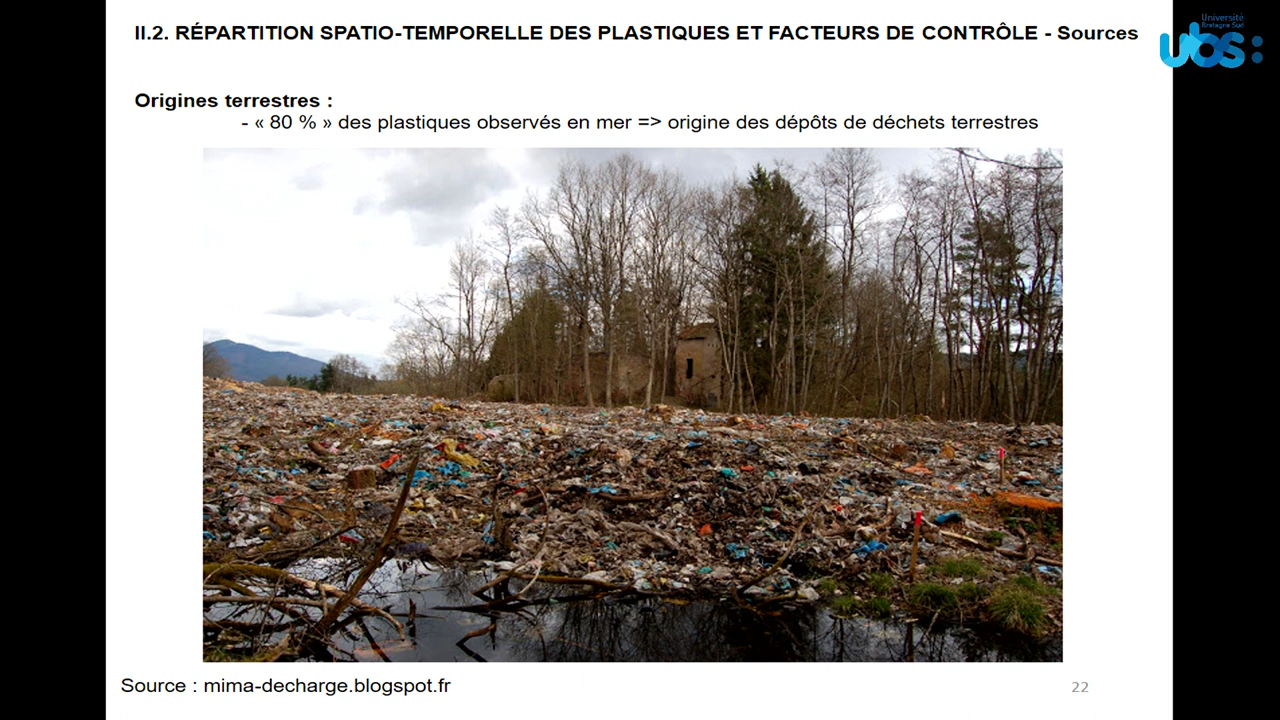 II.2. RÉPARTITION SPATIO-TEMPORELLE DES PLASTIQUES ET FACTEURS DE CONTRÔLE - Sources
Université
Bretagne Sud
ubs:
Origines terrestres :
- « 80 % » des plastiques observés en mer => origine des dépôts de déchets terrestres
Source : mima-decharge.blogspot.fr
22